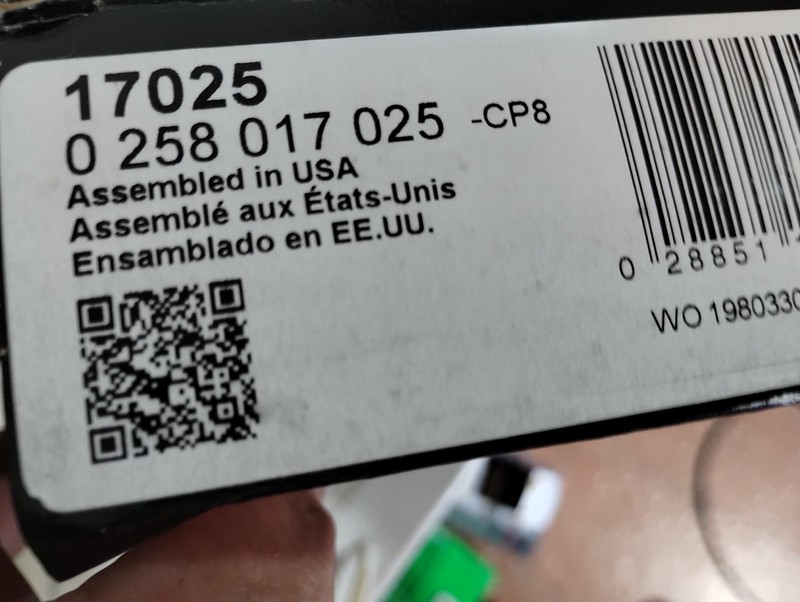 17025
0 258 017 025 -CP8
Assembled in USA
Assemblé aux États-Unis
Ensamblado en EE.UU.
0 28851
WO 1980330